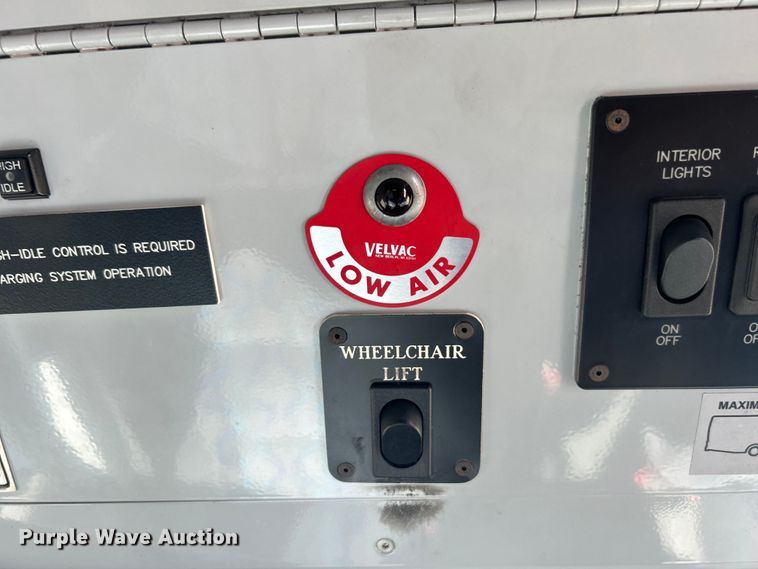 HIGH
IDLE
GH-IDLE CONTROL IS REQUIRED
ARGING SYSTEM OPERATION
VELVAC
LOW AIR
WHEELCHAIR
LIFT
INTERIOR
LIGHTS
ON
OFF
MAXIM
Purple Wave Auction